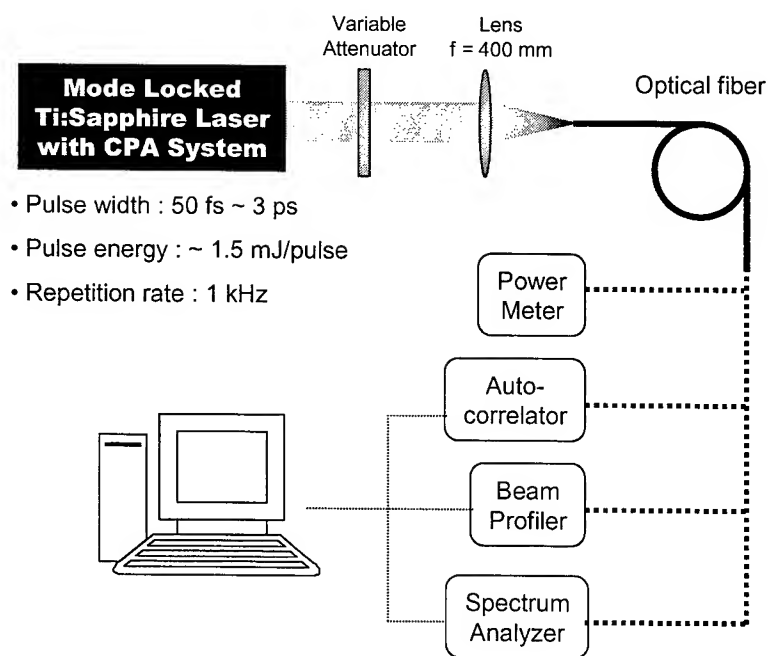 Variable
Attenuator
Lens
f = 400 mm
Mode Locked
Ti:Sapphire Laser
with CPA System
Optical fiber
• Pulse width : 50 fs ~ 3 ps
• Pulse energy : ~ 1.5 mJ/pulse
• Repetition rate : 1 kHz
Power
Meter
Auto-
correlator
Beam
Profiler
Spectrum
Analyzer